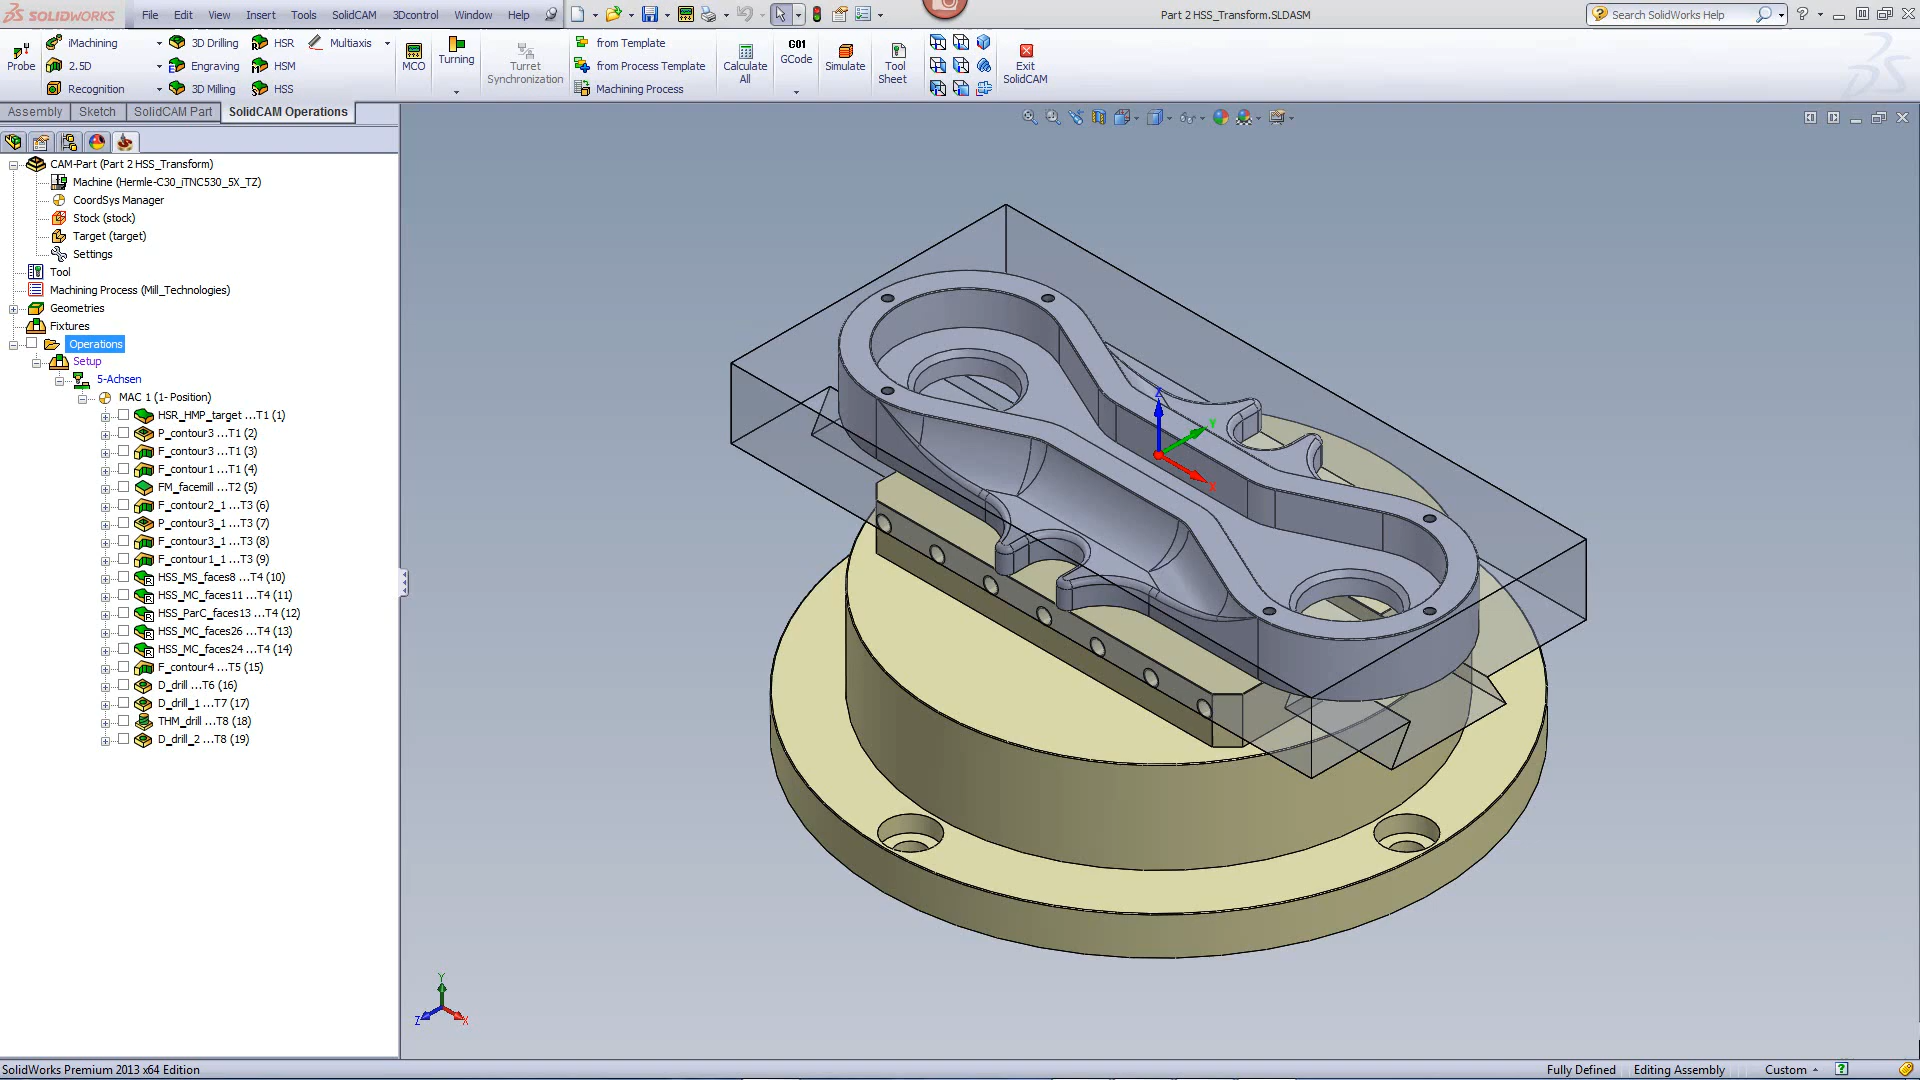 SOLIDWORKS File Edit View Insert Tools SolidCAM 3Dcontrol Window Help Part 2 HSS_Transform.SLDASM Search SolidWorks Help
iMachining 3D Drilling HSR Multiaxis from Template
Probe 2.5D Engraving HSM MCO Turning Turret Synchronization from Process Template Calculate All G01 GCode Simulate Tool Sheet Exit SolidCAM
Recognition 3D Milling HSS Machining Process
Assembly Sketch SolidCAM Part SolidCAM Operations
CAM-Part (Part 2 HSS_Transform)
Machine (Hermle-C30_iTNC530_5X_TZ)
CoordSys Manager
Stock (stock)
Target (target)
Settings
Tool
Machining Process (Mill_Technologies)
Geometries
Fixtures
Operations
Setup
5-Achsen
MAC 1 (1- Position)
HSR_HMP_target ...T1 (1)
P_contour3 ...T1 (2)
F_contour3 ...T1 (3)
F_contour1 ...T1 (4)
FM_facemill ...T2 (5)
F_contour2_1 ...T3 (6)
P_contour3_1 ...T3 (7)
F_contour3_1 ...T3 (8)
F_contour1_1 ...T3 (9)
HSS_MS_faces8 ...T4 (10)
HSS_MC_faces11 ...T4 (11)
HSS_ParC_faces13 ...T4 (12)
HSS_MC_faces26 ...T4 (13)
HSS_MC_faces24 ...T4 (14)
F_contour4 ...T5 (15)
D_drill ...T6 (16)
D_drill_1 ...T7 (17)
THM_drill ...T8 (18)
D_drill_2 ...T8 (19)
Z
Y
X
Y
Z X
SolidWorks Premium 2013 x64 Edition Fully Defined Editing Assembly Custom